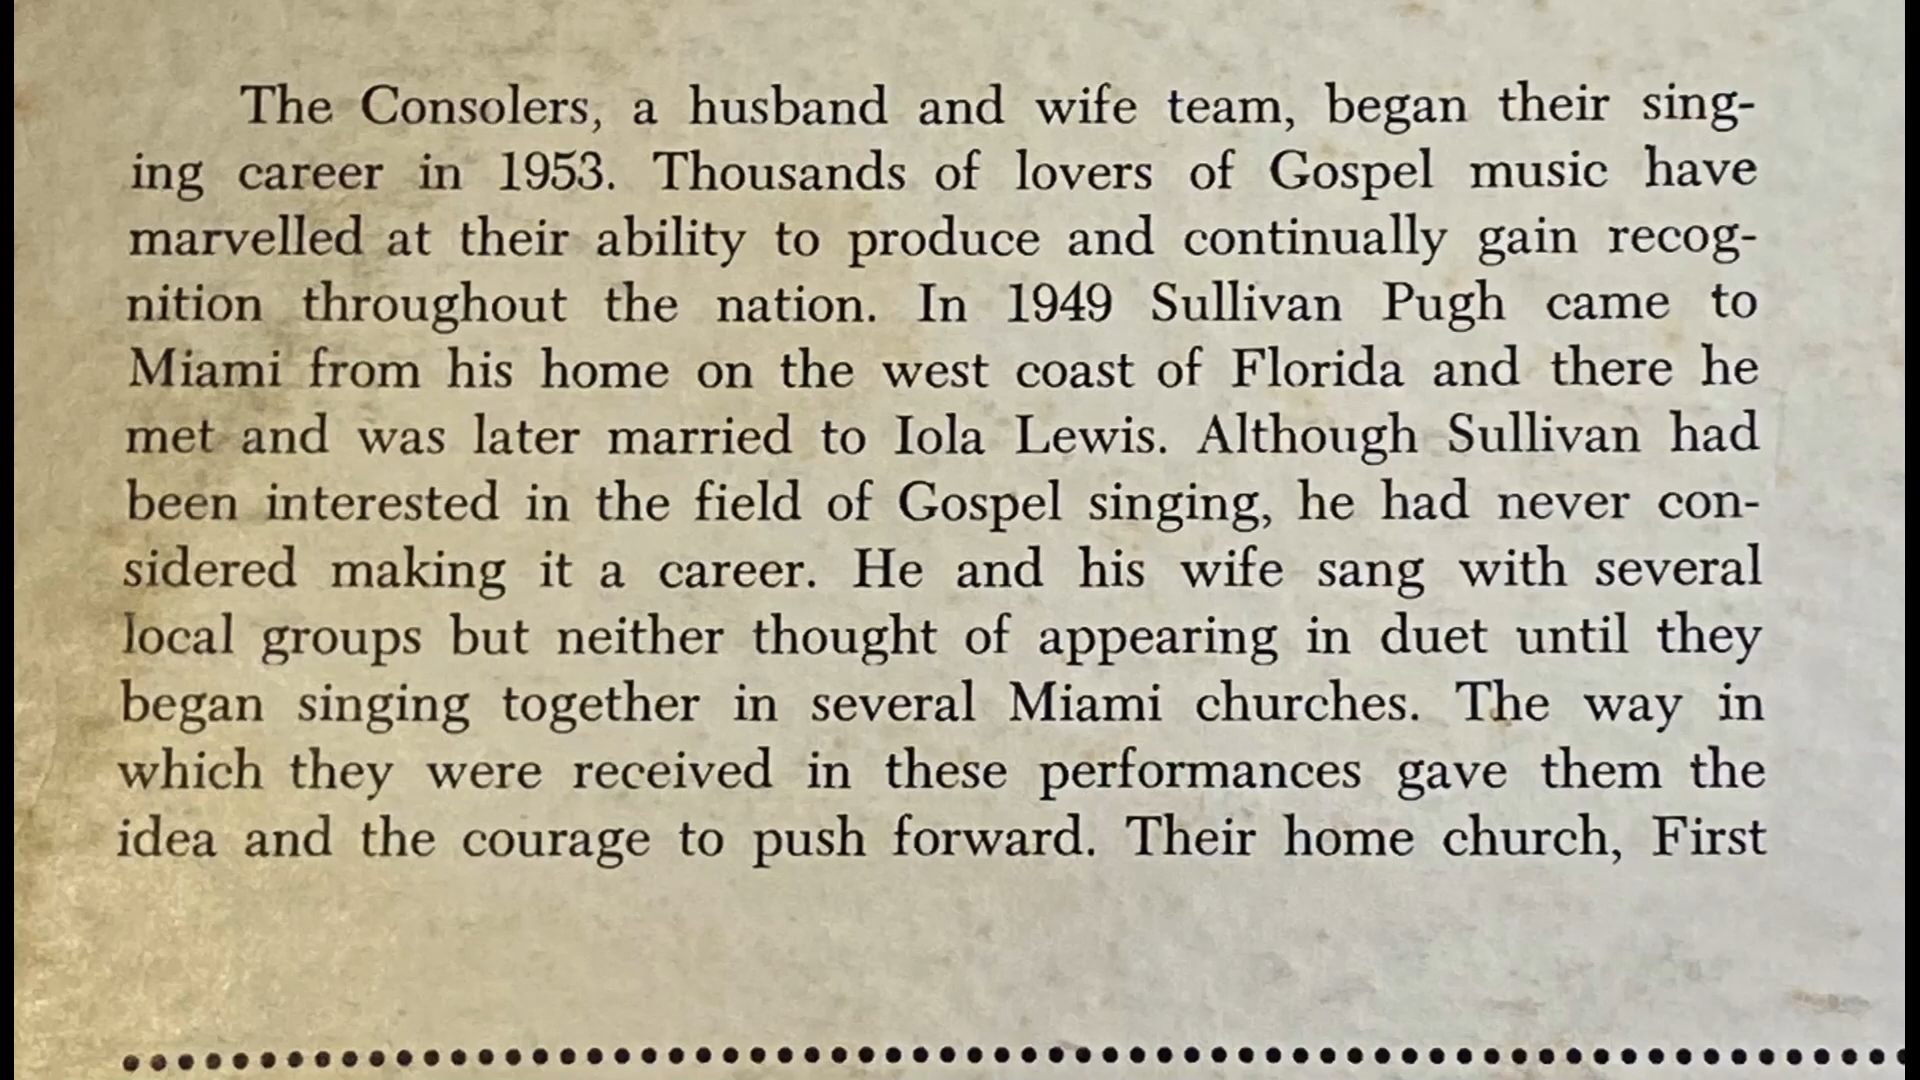 The Consolers, a husband and wife team, began their sing-
ing career in 1953. Thousands of lovers of Gospel music have
marvelled at their ability to produce and continually gain recog-
nition throughout the nation. In 1949 Sullivan Pugh came to
Miami from his home on the west coast of Florida and there he
met and was later married to Iola Lewis. Although Sullivan had
been interested in the field of Gospel singing, he had never con-
sidered making it a career. He and his wife sang with several
local groups but neither thought of appearing in duet until they
began singing together in several Miami churches. The way in
which they were received in these performances gave them the
idea and the courage to push forward. Their home church, First